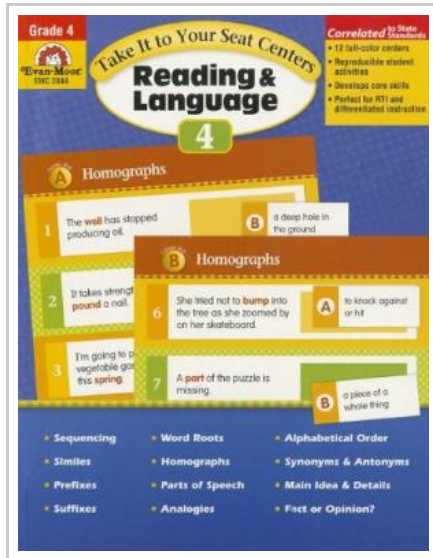 Grade 4
Evan-Moor
EMC 2844
Take It to Your Seat Centers
Reading &
Language
4
Correlated to State Standards
• 12 full-color centers
• Reproducible student
activities
• Develops core skills
• Perfect for RTI and
differentiated instruction
A Homographs
1 The well has stopped
producing oil.
B a deep hole in
the ground
2 It takes
pound a nail.
3 I'm going to
vegetable
this spring.
B Homographs
6 She tried not to bump into
the tree as she zoomed by
on her skateboard.
A to knock against
or hit
7 A part of the puzzle is
missing.
B a piece of a
whole thing
• Sequencing
• Similes
• Prefixes
• Suffixes
• Word Roots
• Homographs
• Parts of Speech
• Analogies
• Alphabetical Order
• Synonyms & Antonyms
• Main Idea & Details
• Fact or Opinion?